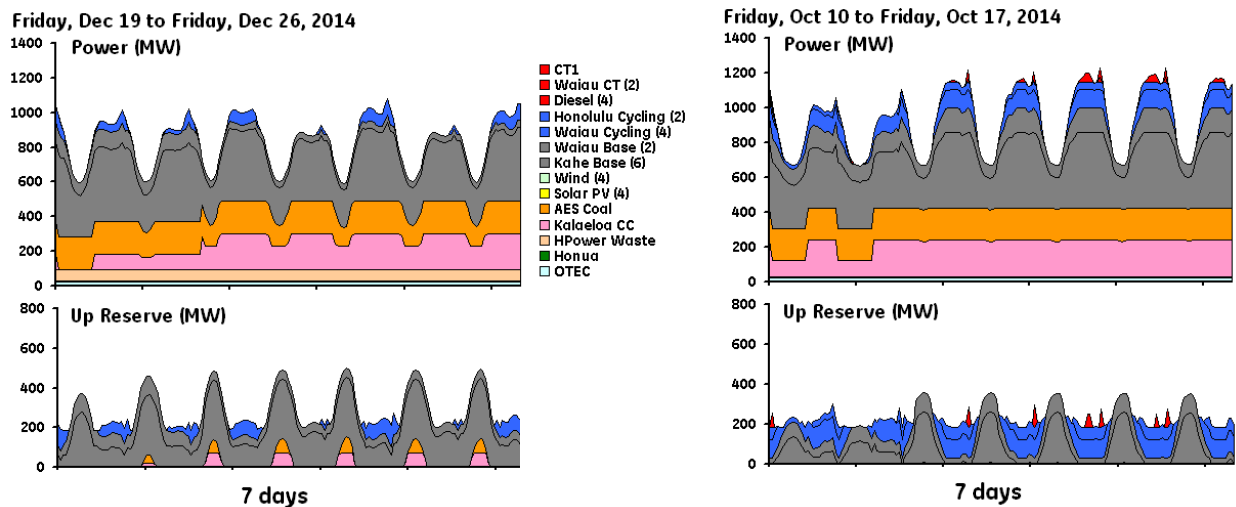 Friday, Dec 19 to Friday, Dec 26, 2014
Power (MW)
1400
1200
1000
800
600
400
200
0
CT1
Waiau CT (2)
Diesel (4)
Honolulu Cycling (2)
Waiau Cycling (4)
Waiau Base (2)
Kahe Base (6)
Wind (4)
Solar PV (4)
AES Coal
Kalaeloa CC
HPower Waste
Honua
OTEC
Up Reserve (MW)
800
600
400
200
0
7 days
Friday, Oct 10 to Friday, Oct 17, 2014
Power (MW)
1400
1200
1000
800
600
400
200
0
Up Reserve (MW)
800
600
400
200
0
7 days